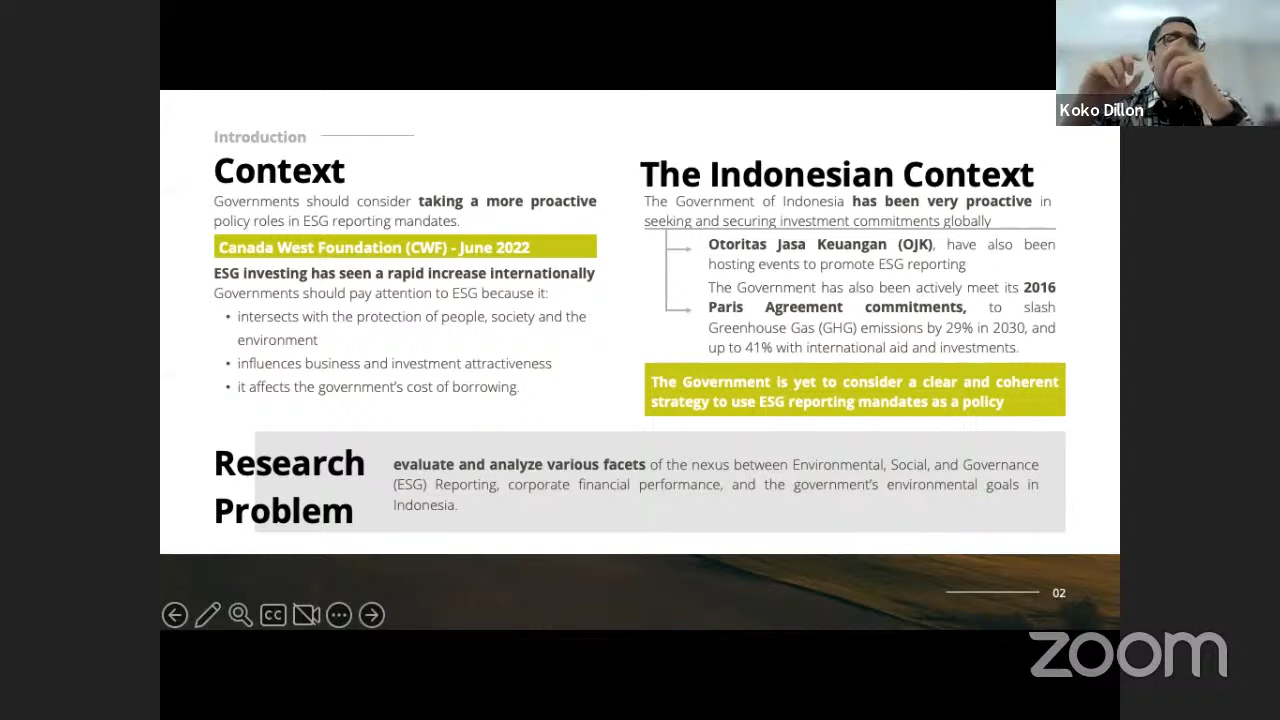 Koko Dillon
Introduction
Context
Governments should consider taking a more proactive
policy roles in ESG reporting mandates.
Canada West Foundation (CWF) - June 2022
ESG investing has seen a rapid increase internationally
Governments should pay attention to ESG because it:
• intersects with the protection of people, society and the
environment
• influences business and investment attractiveness
• it affects the government's cost of borrowing.
The Indonesian Context
The Government of Indonesia has been very proactive in
seeking and securing investment commitments globally
Otoritas Jasa Keuangan (OJK), have also been
hosting events to promote ESG reporting
The Government has also been actively meet its 2016
Paris Agreement commitments, to slash
Greenhouse Gas (GHG) emissions by 29% in 2030, and
up to 41% with international aid and investments.
The Government is yet to consider a clear and coherent
strategy to use ESG reporting mandates as a policy
Research
Problem
evaluate and analyze various facets of the nexus between Environmental, Social, and Governance
(ESG) Reporting, corporate financial performance, and the government's environmental goals in
Indonesia.
02
CC
zoom